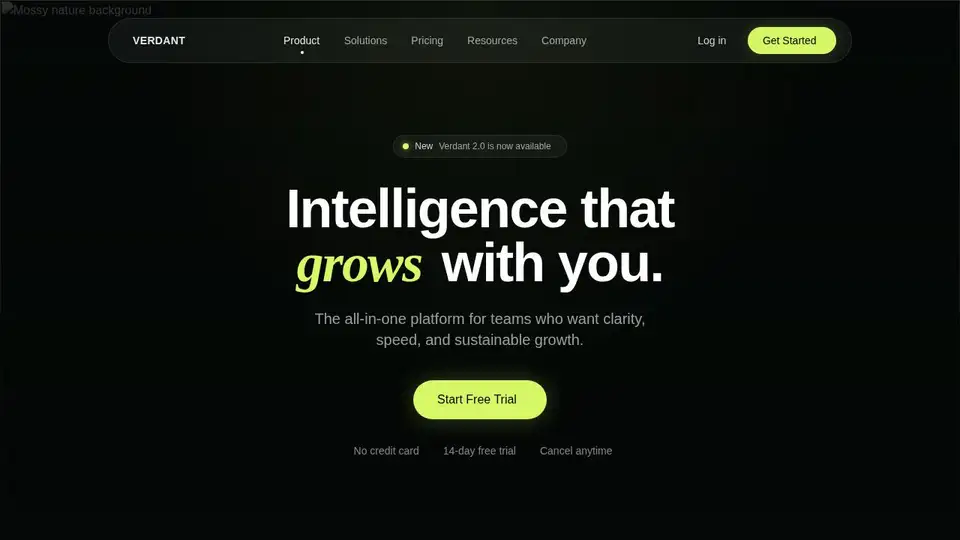 Mossy nature background
VERDANT Product Solutions Pricing Resources Company Log in Get Started
New Verdant 2.0 is now available
Intelligence that
grows with you.
The all-in-one platform for teams who want clarity,
speed, and sustainable growth.
Start Free Trial
No credit card 14-day free trial Cancel anytime